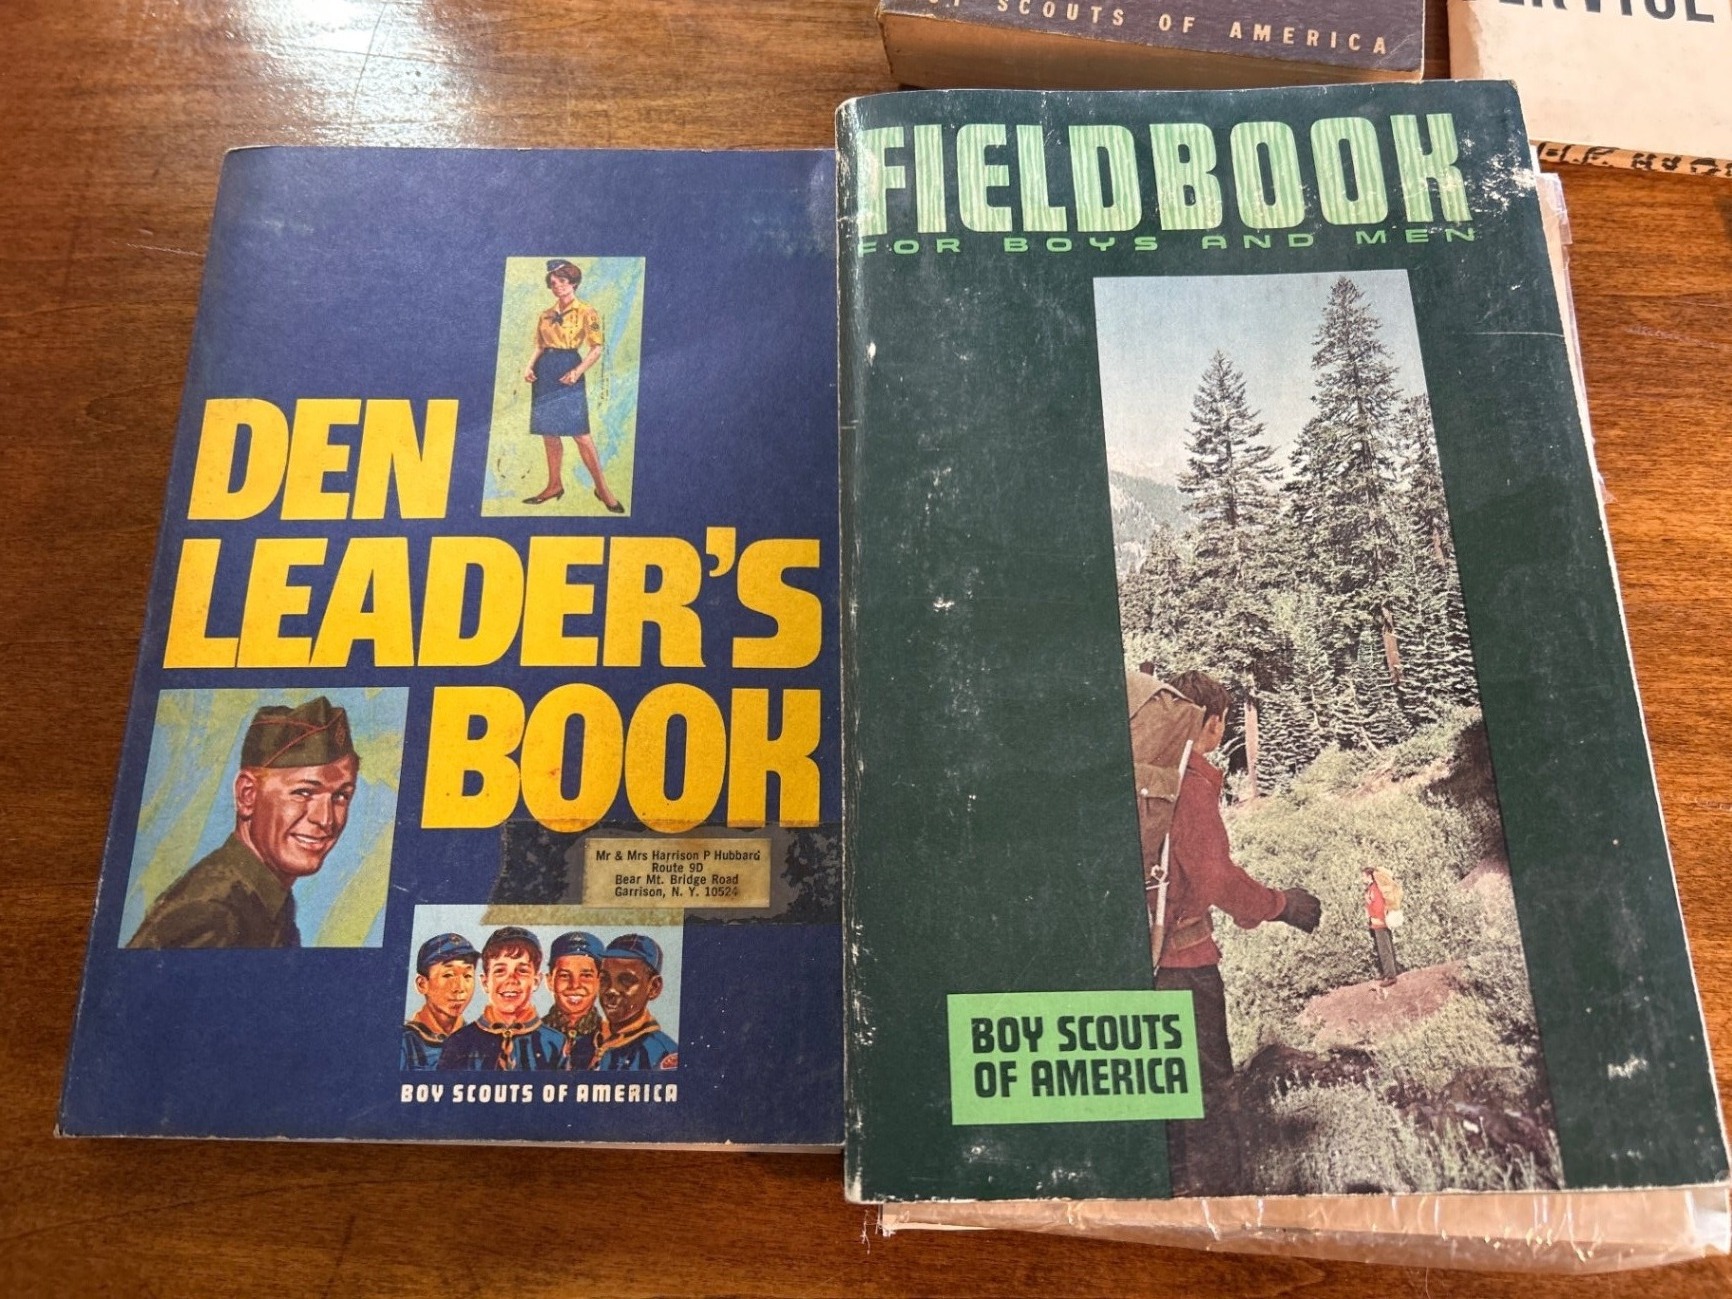 SCOUTS OF AMERICA
DEN
LEADER'S
BOOK
Mr & Mrs Harrison P Hubbard
Route 9D
Bear Mt. Bridge Road
Garrison, N. Y. 10524
BOY SCOUTS OF AMERICA
FIELDBOOK
FOR BOYS AND MEN
BOY SCOUTS
OF AMERICA